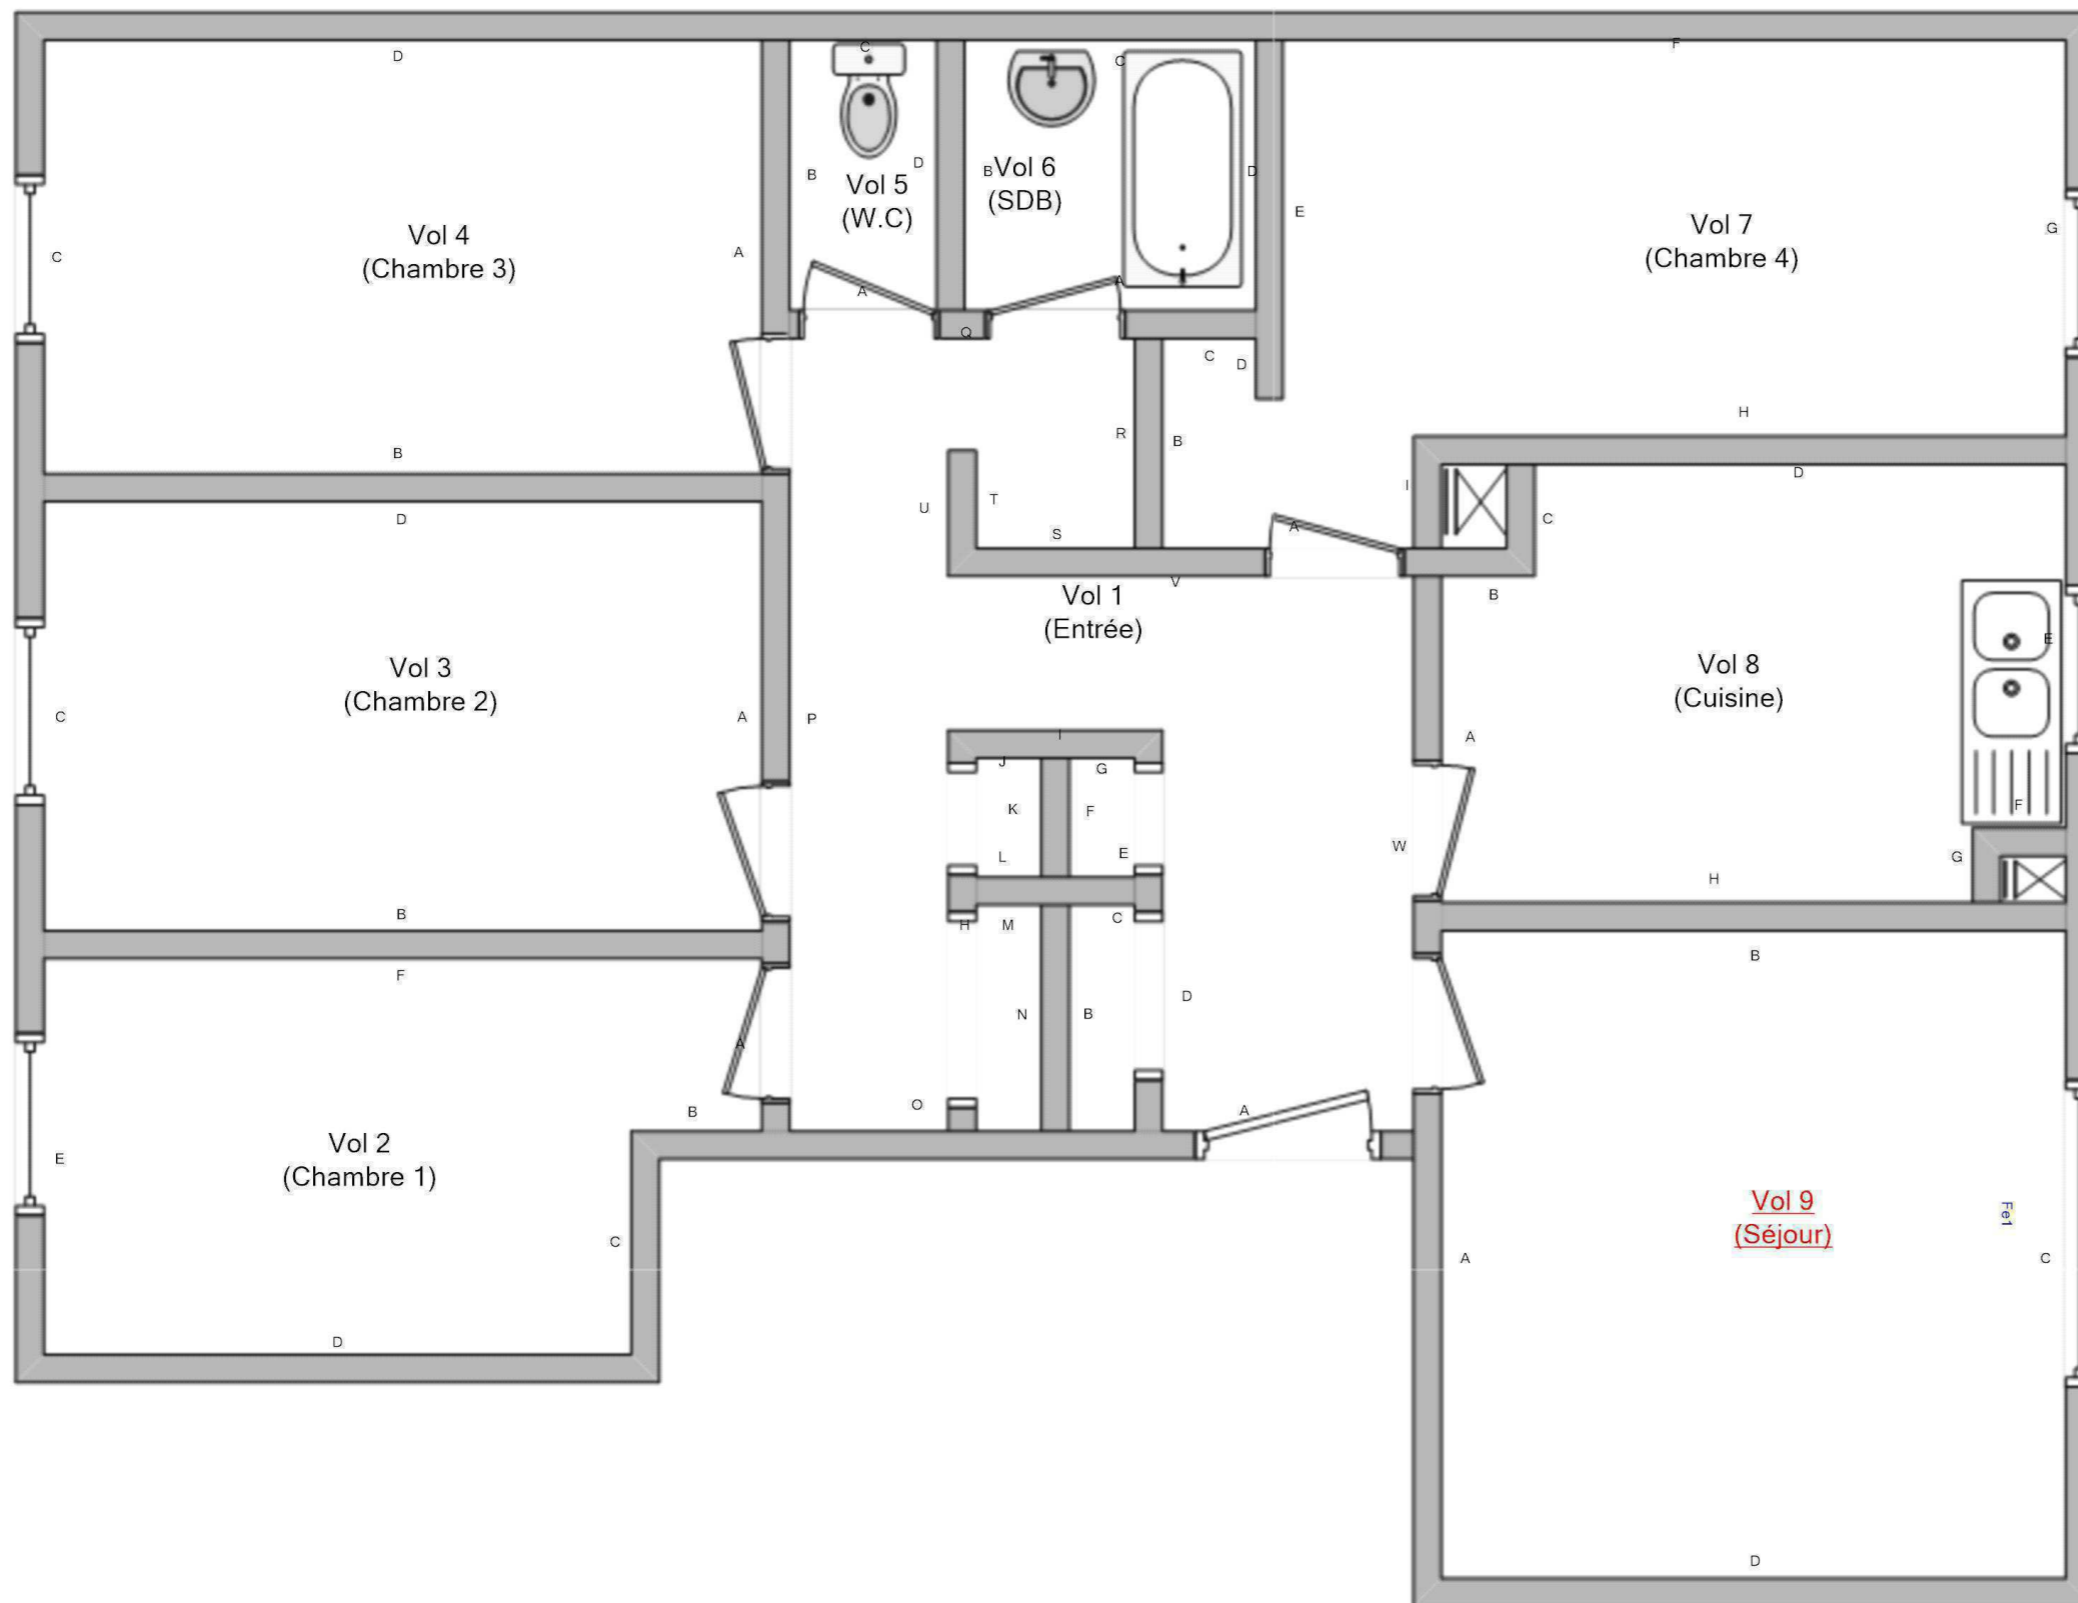 D
C
C
F
Vol 4
(Chambre 3)
C
A
B
B
D
Vol 5
(W.C)
A
B
Vol 6
(SDB)
D
C
A
E
Vol 7
(Chambre 4)
G
Q
C
D
H
R
B
I
D
D
U
T
S
A
C
V
B
Vol 1
(Entrée)
Vol 3
(Chambre 2)
C
A
P
Vol 8
(Cuisine)
E
A
I
J
G
K
F
F
L
E
W
G
H
B
F
H
M
C
B
D
N
B
A
O
A
B
Vol 2
(Chambre 1)
E
C
D
Vol 9
(Séjour)
Fe1
A
C
D